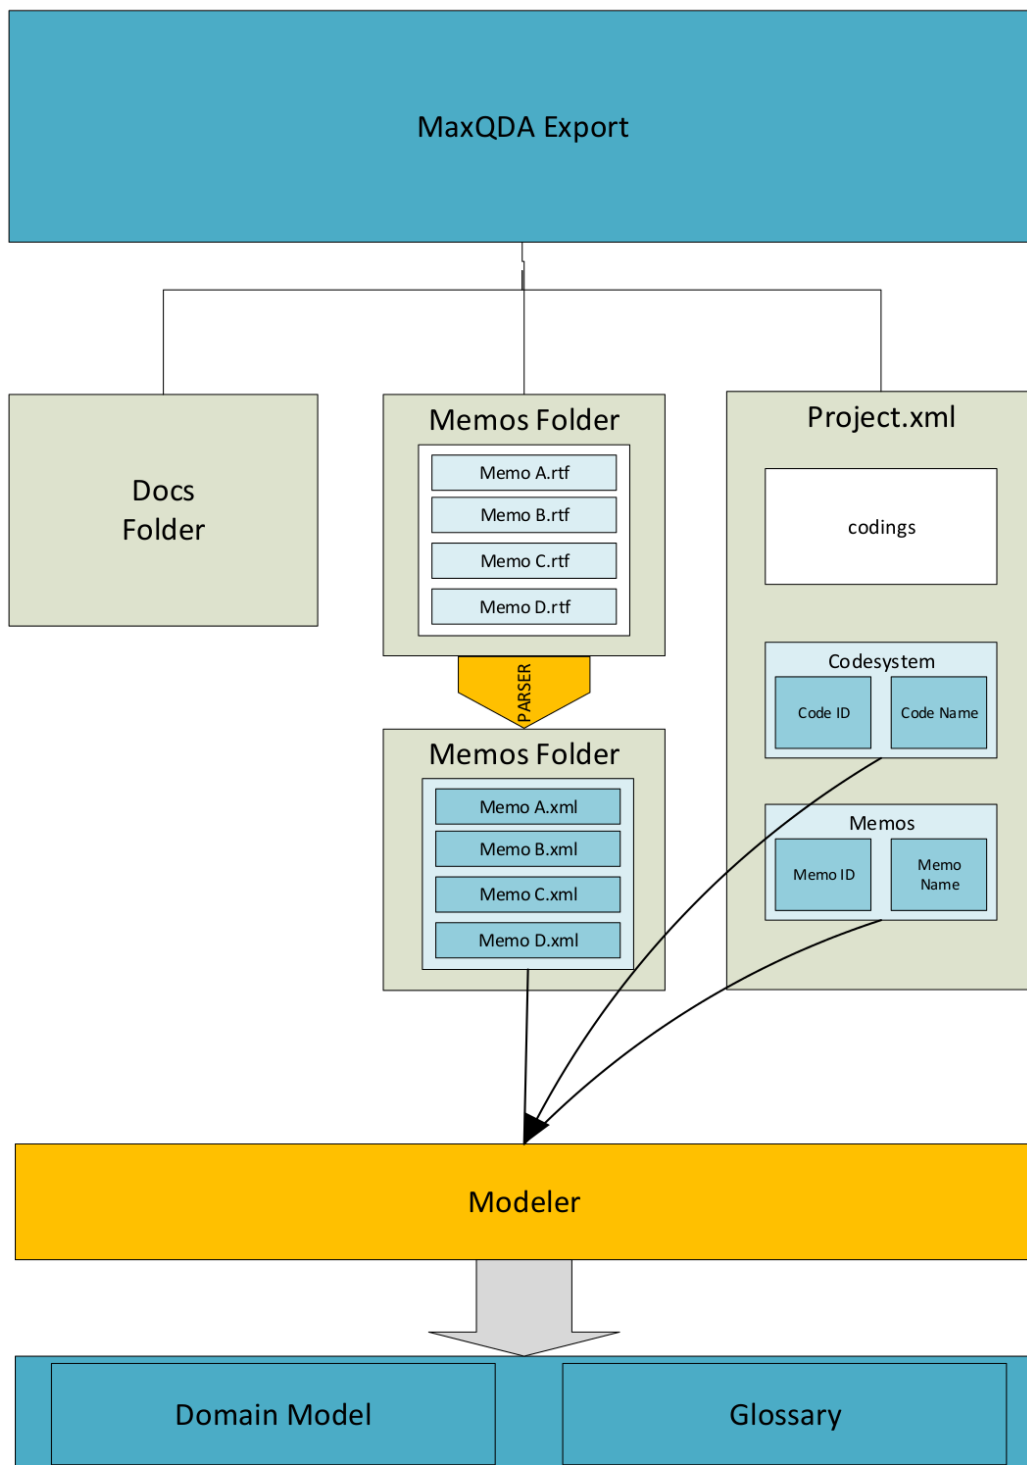 MaxQDA Export
Docs
Folder
Memos Folder
Memo A.rtf
Memo B.rtf
Memo C.rtf
Memo D.rtf
PARSER
Memos Folder
Memo A.xml
Memo B.xml
Memo C.xml
Memo D.xml
Project.xml
codings
Codesystem
Code ID
Code Name
Memos
Memo ID
Memo
Name
Modeler
Domain Model
Glossary